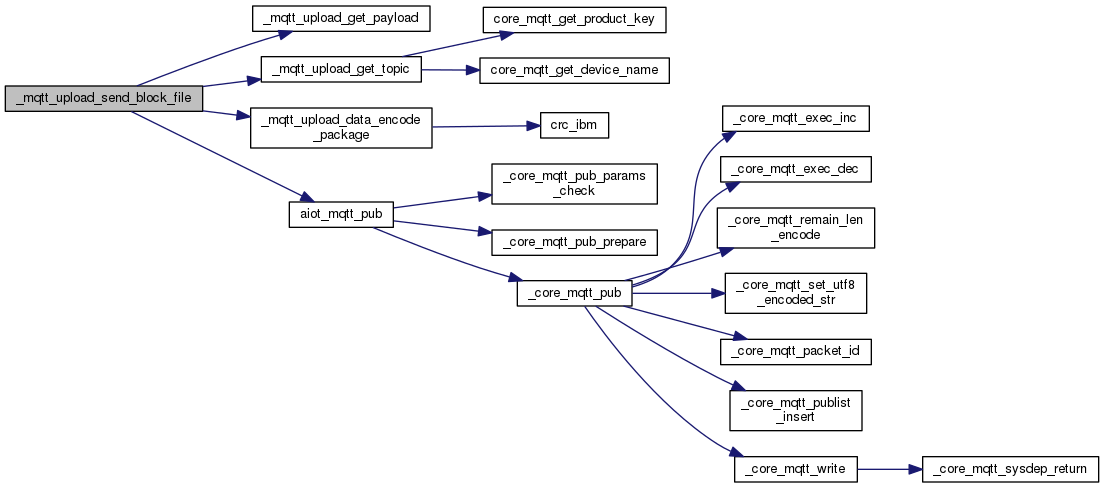 _mqtt_upload_send_block_file
_mqtt_upload_get_payload
_mqtt_upload_get_topic
_mqtt_upload_data_encode
_package
aiot_mqtt_pub
core_mqtt_get_product_key
core_mqtt_get_device_name
crc_ibm
_core_mqtt_pub_params
_check
_core_mqtt_pub_prepare
_core_mqtt_pub
_core_mqtt_exec_inc
_core_mqtt_exec_dec
_core_mqtt_remain_len
_encode
_core_mqtt_set_utf8
_encoded_str
_core_mqtt_packet_id
_core_mqtt_publist
_insert
_core_mqtt_write
_core_mqtt_sysdep_return